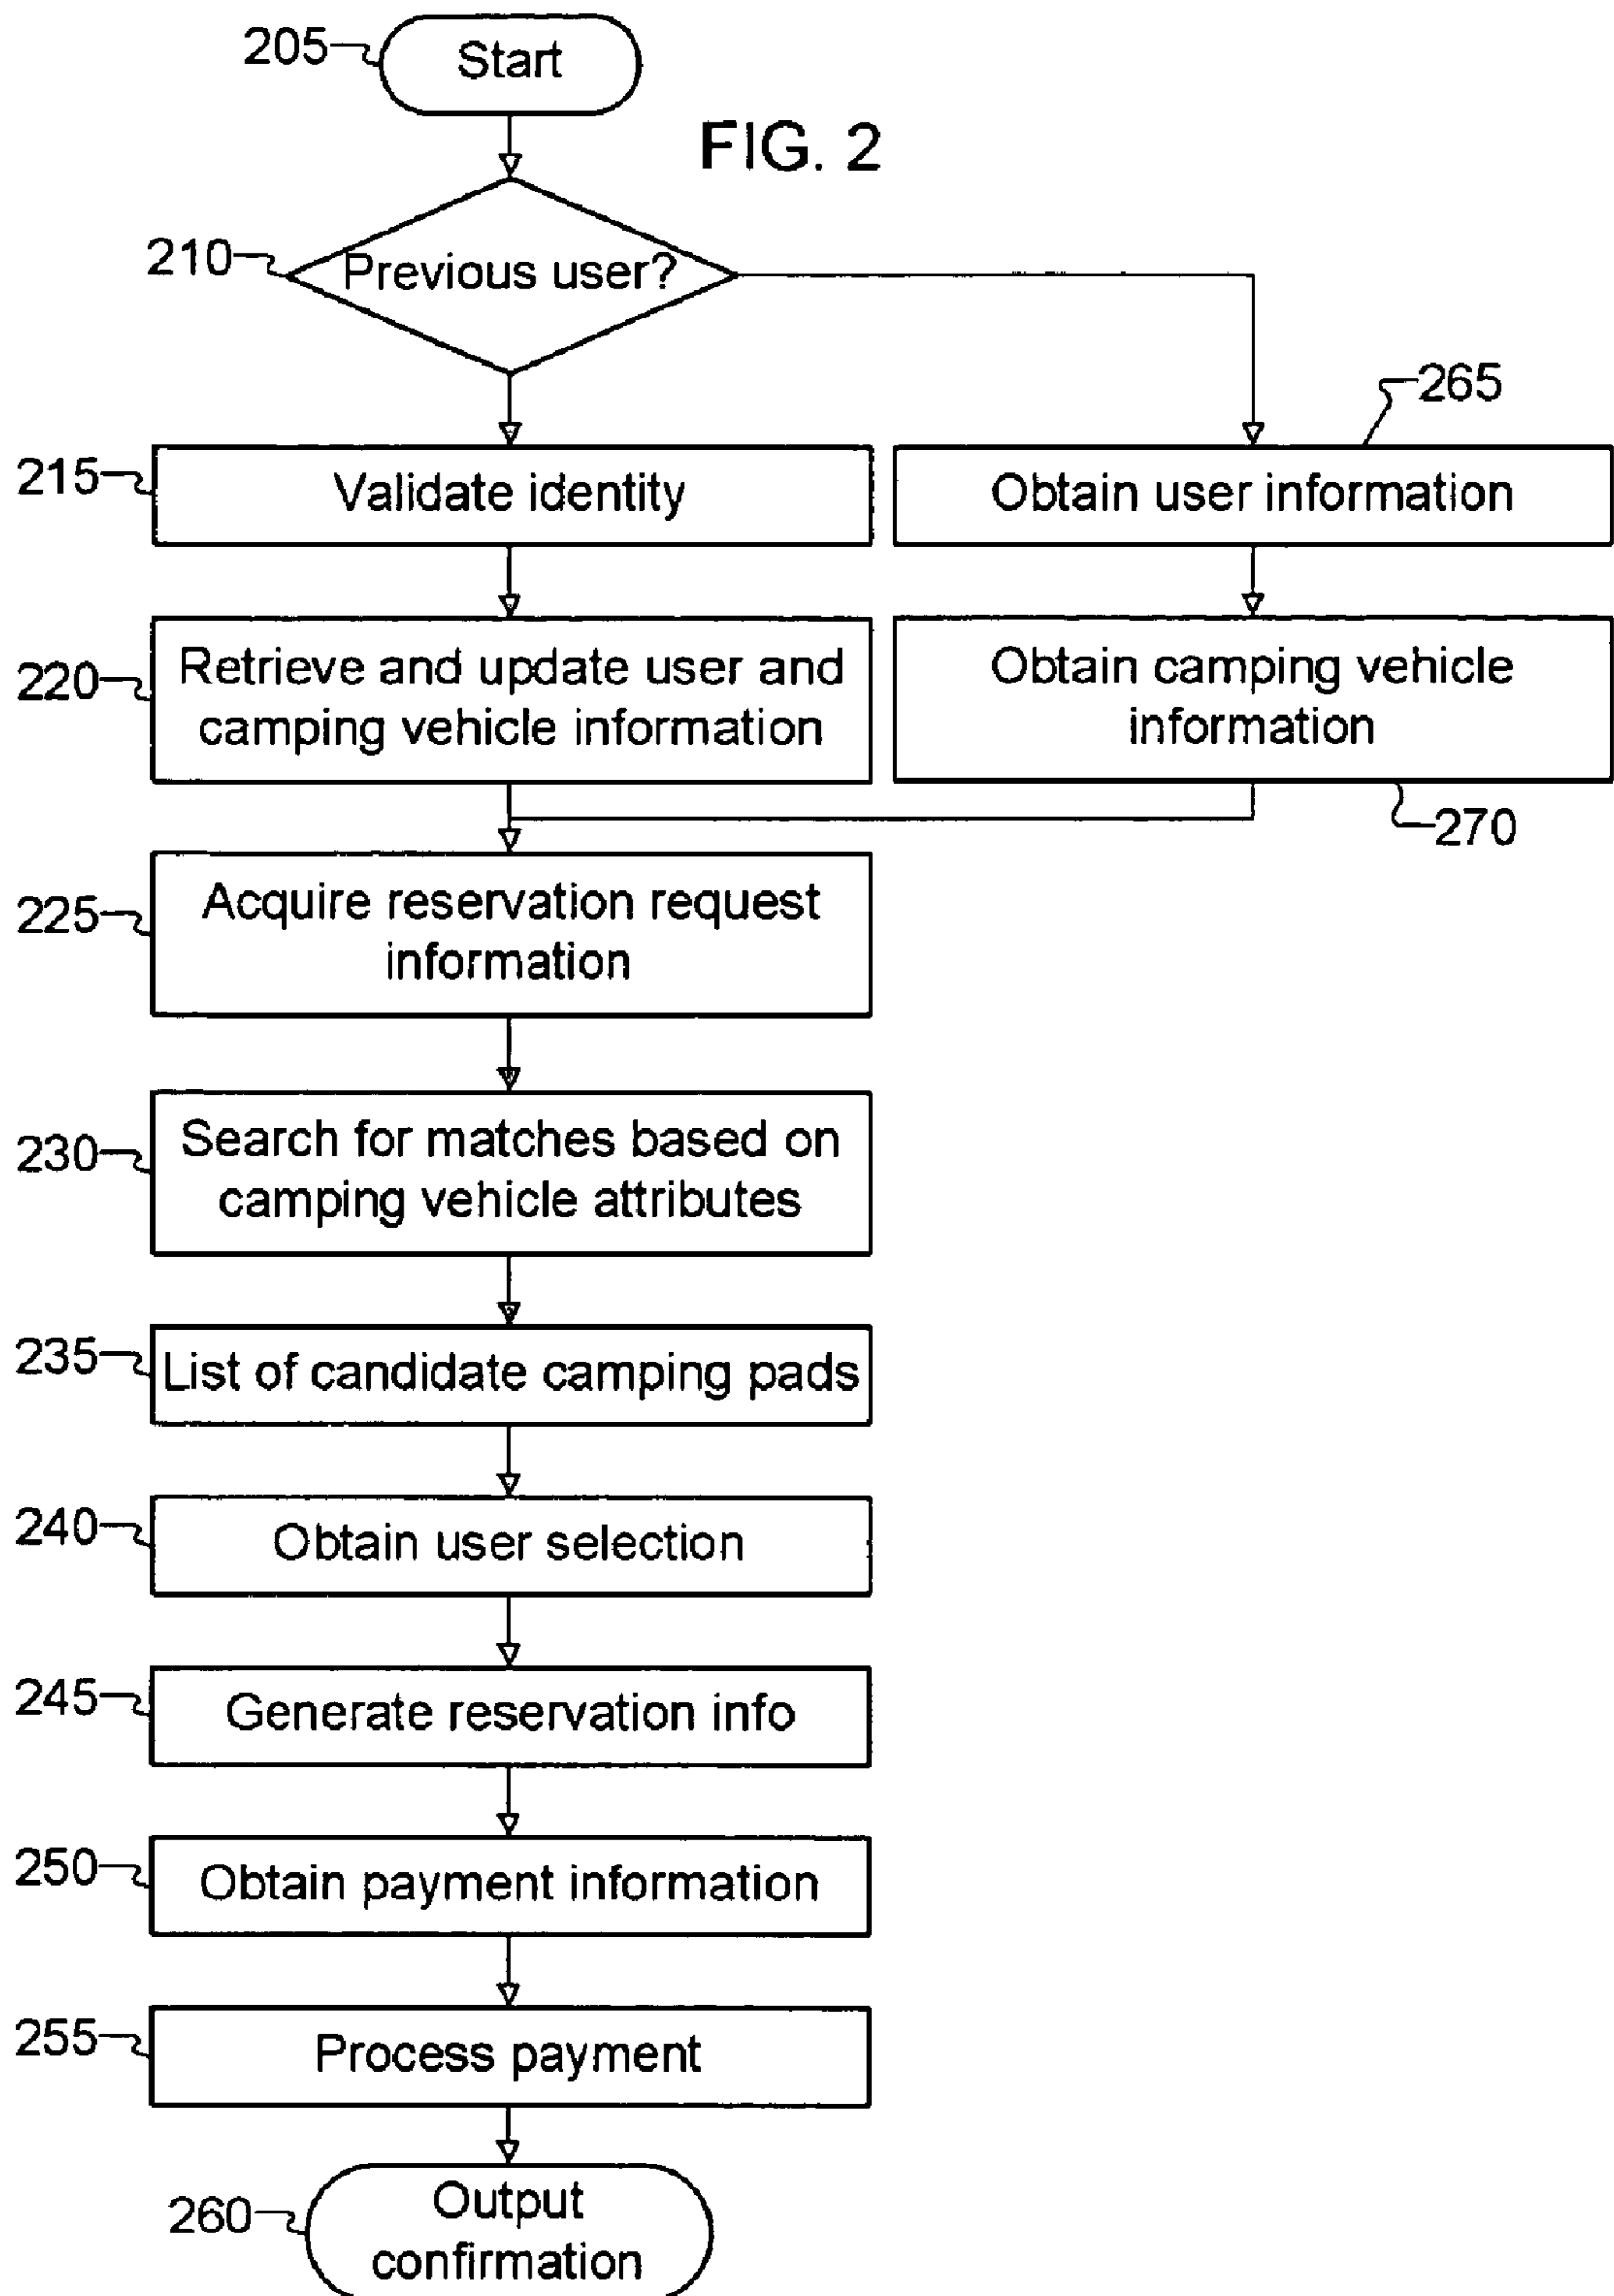 205
Start
FIG. 2
210
Previous user?
265
215
Validate identity
Obtain user information
220
Retrieve and update user and
camping vehicle information
Obtain camping vehicle
information
270
225
Acquire reservation request
information
230
Search for matches based on
camping vehicle attributes
235
List of candidate camping pads
240
Obtain user selection
245
Generate reservation info
250
Obtain payment information
255
Process payment
260
Output
confirmation